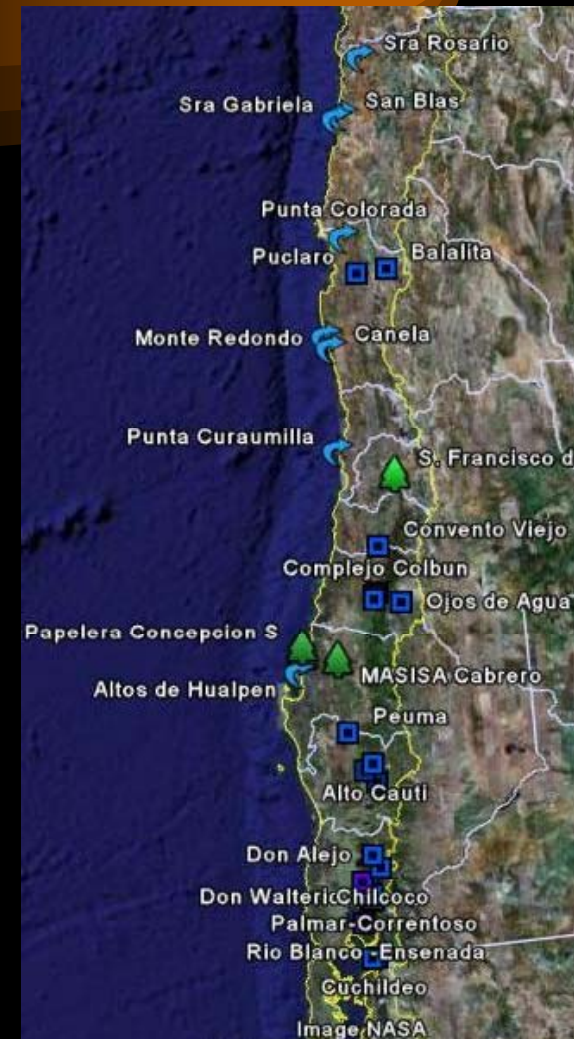 Sra Rosario
Sra Gabriela San Blas
Punta Colorada
Puclaro Balalita
Monte Redondo Canela
Punta Curaumilla
S. Francisco d
Convento Viejo
Complejo Colbun
Ojos de Agua
Papelera Concepcion S
MASISA Cabrero
Altos de Hualpen
Peuma
Alto Cauti
Don Alejo
Don Walteric Chilcoco
Palmar-Correntoso
Rio Blanco -Ensenada
Cuchildeo
Image NASA